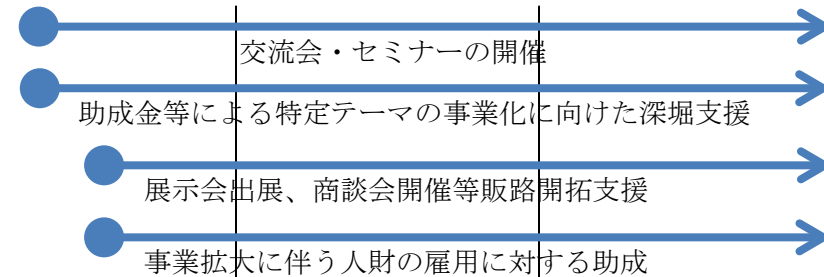 交流会・セミナーの開催
助成金等による特定テーマの事業化に向けた深堀支援
展示会出展、商談会開催等販路開拓支援
事業拡大に伴う人財の雇用に対する助成